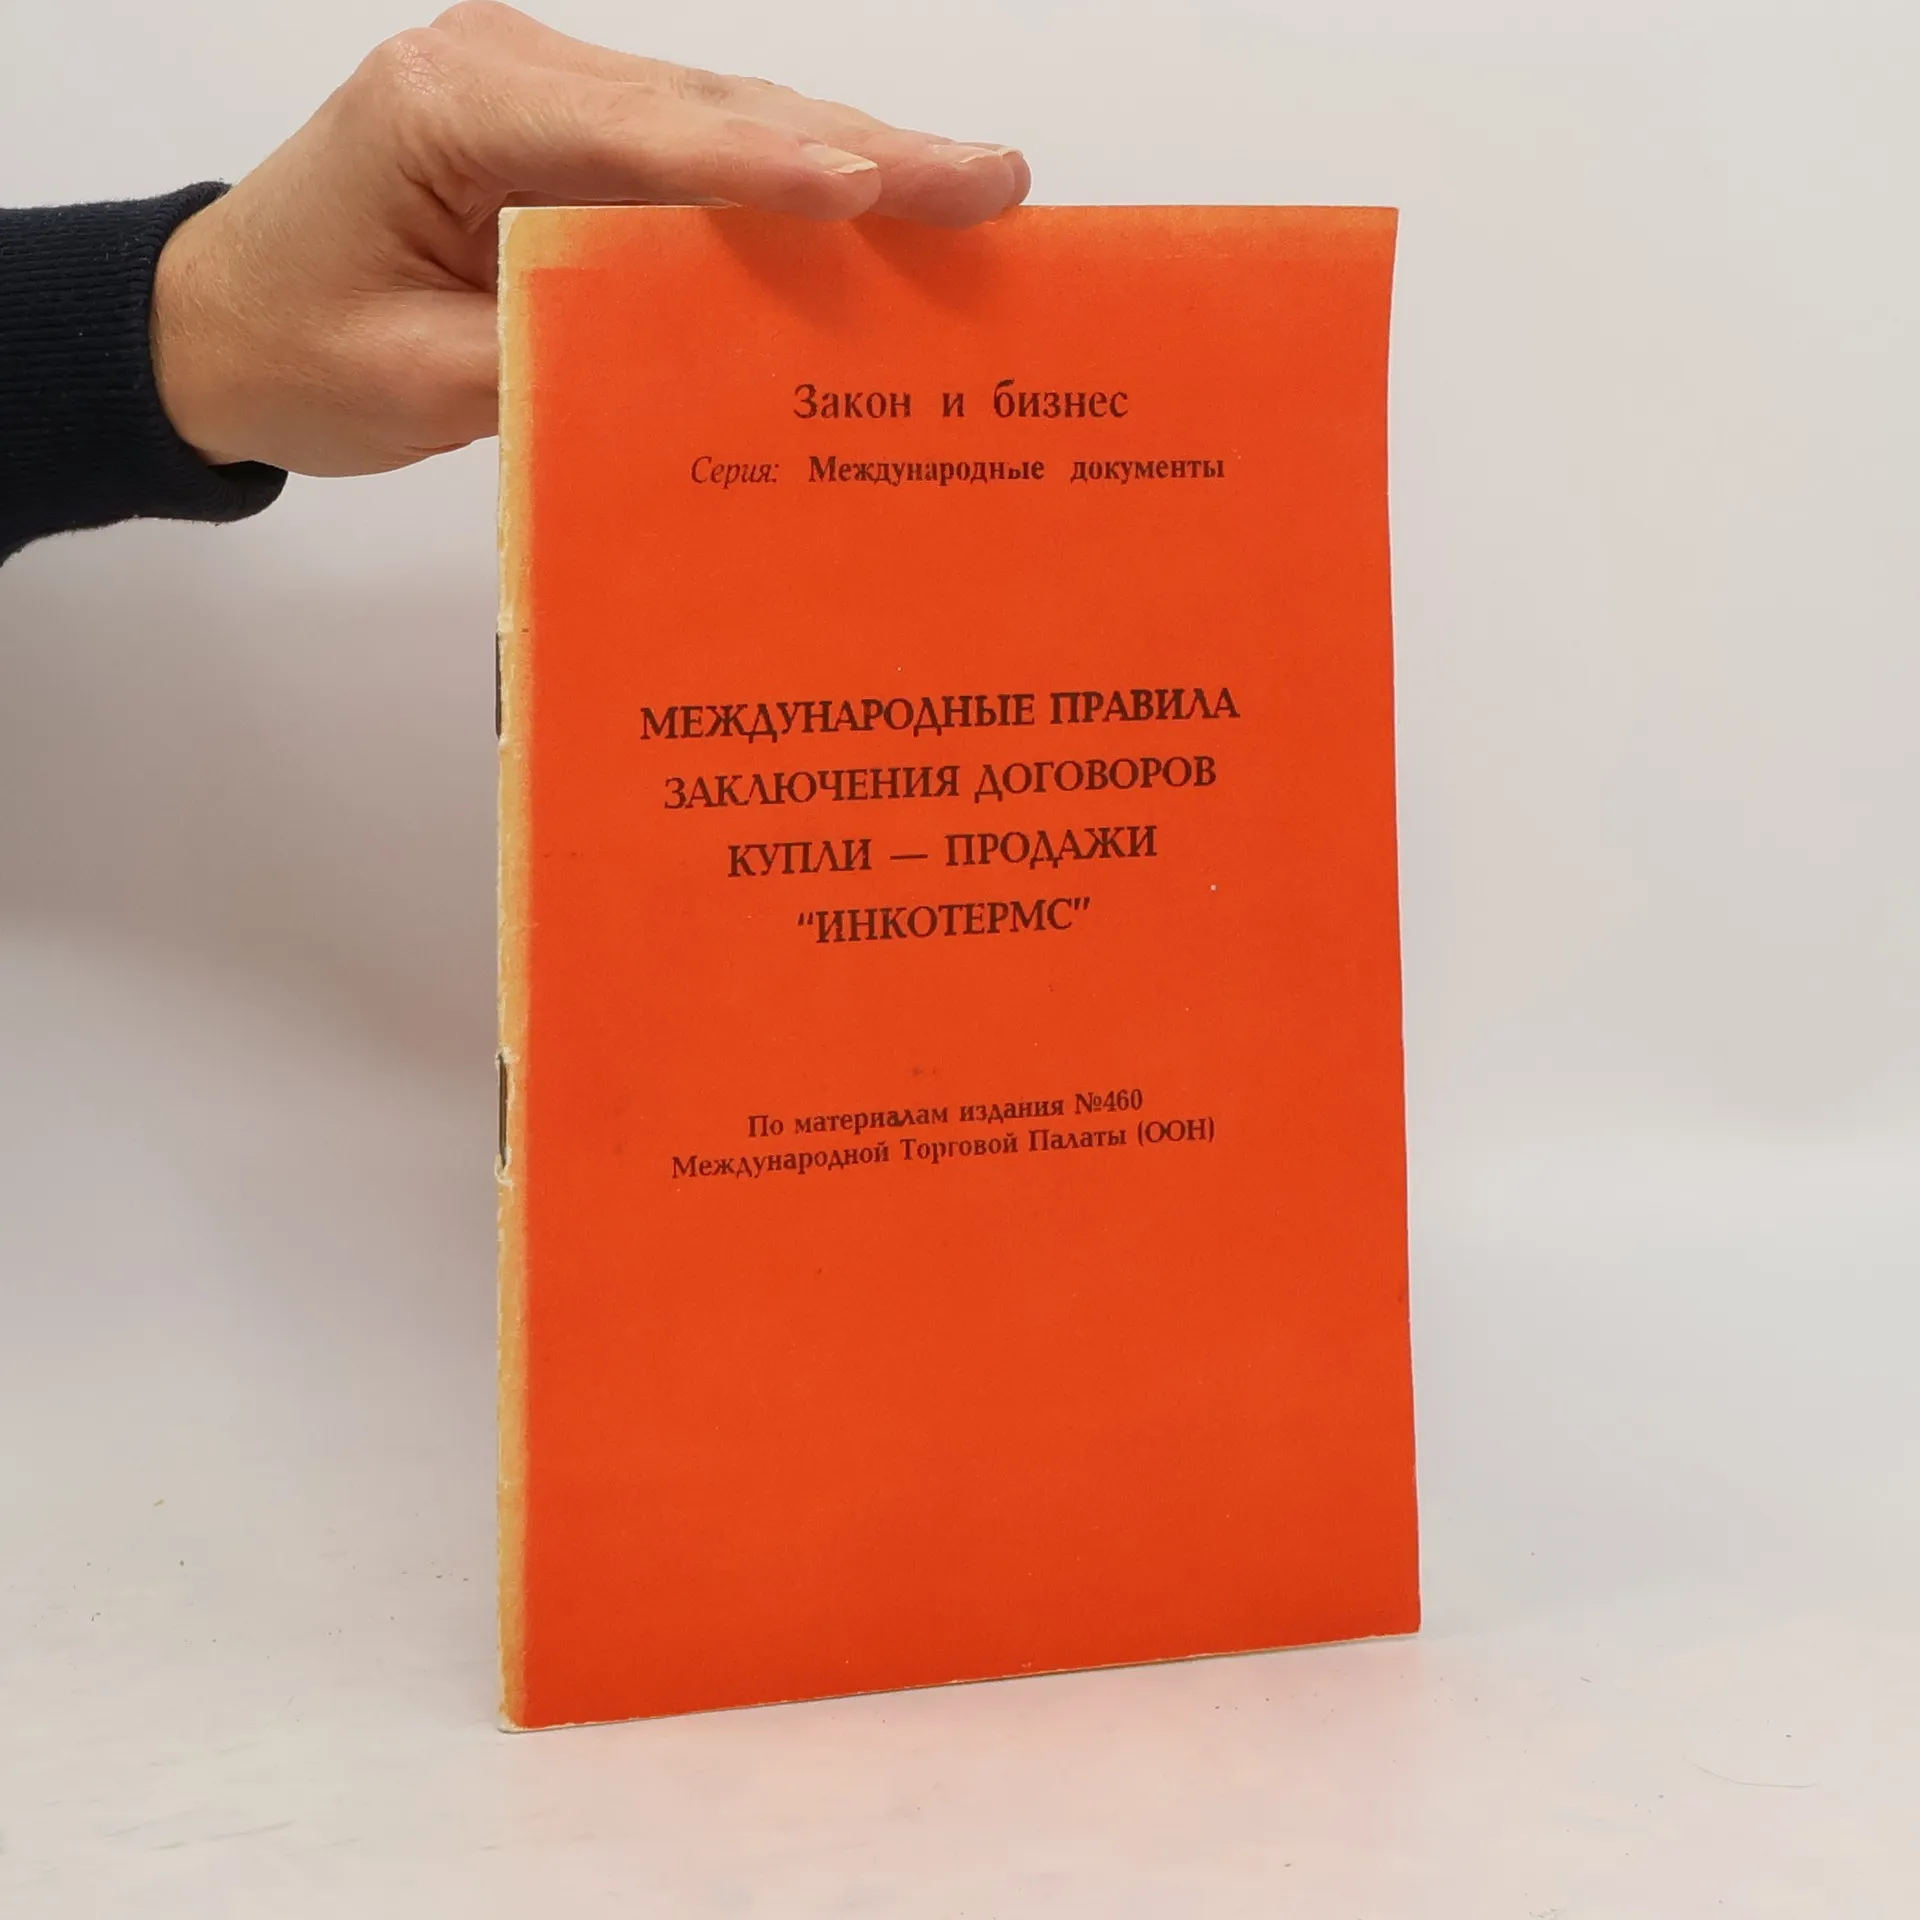 Закон и бизнес
Серия: Международные документы
МЕЖДУНАРОДНЫЕ ПРАВИЛА
ЗАКЛЮЧЕНИЯ ДОГОВОРОВ
КУПЛИ — ПРОДАЖИ
"ИНКОТЕРМС"
По материалам издания №460
Международной Торговой Палаты (ООН)